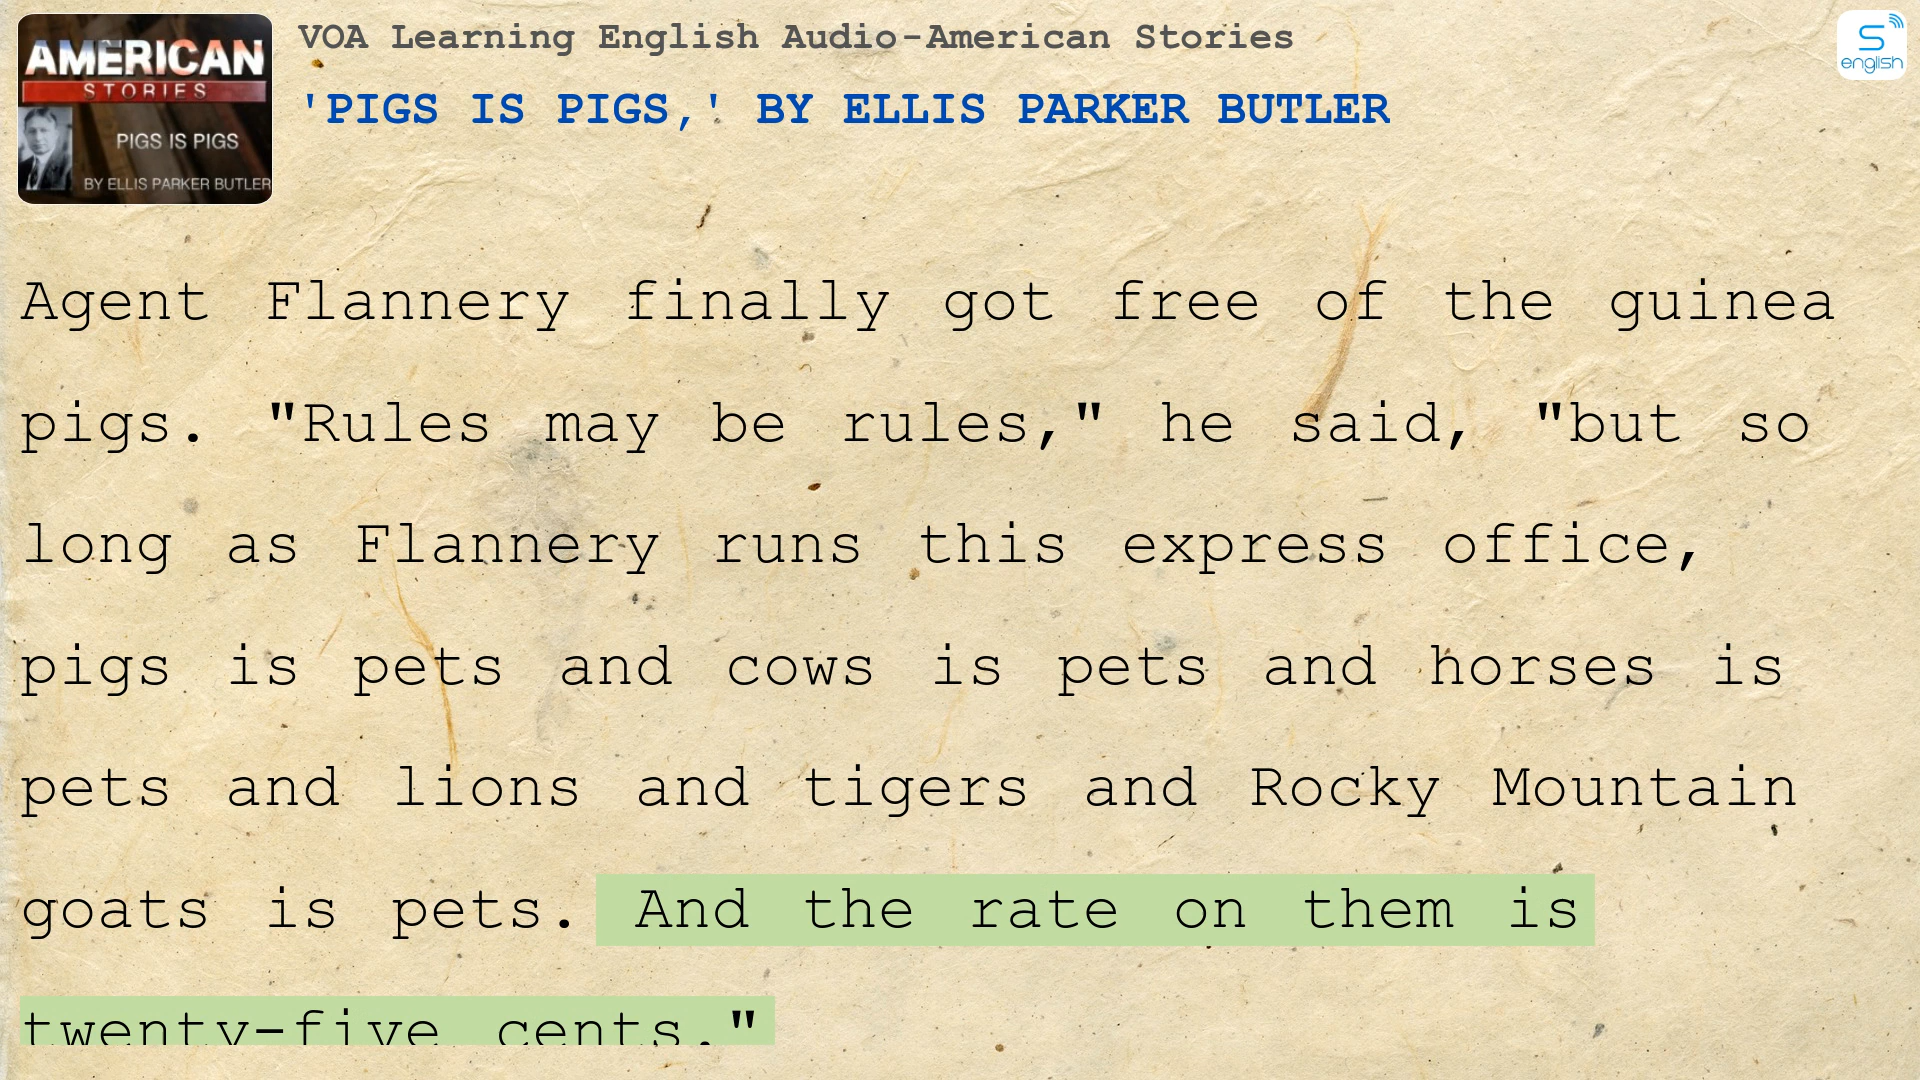 AMERICAN
STORIES
PIGS IS PIGS
BY ELLIS PARKER BUTLER
VOA Learning English Audio-American Stories
'PIGS IS PIGS,' BY ELLIS PARKER BUTLER
S
english
Agent Flannery finally got free of the guinea
pigs. "Rules may be rules," he said, "but so
long as Flannery runs this express office,
pigs is pets and cows is pets and horses is
pets and lions and tigers and Rocky Mountain
goats is pets. And the rate on them is
twenty-five cents."